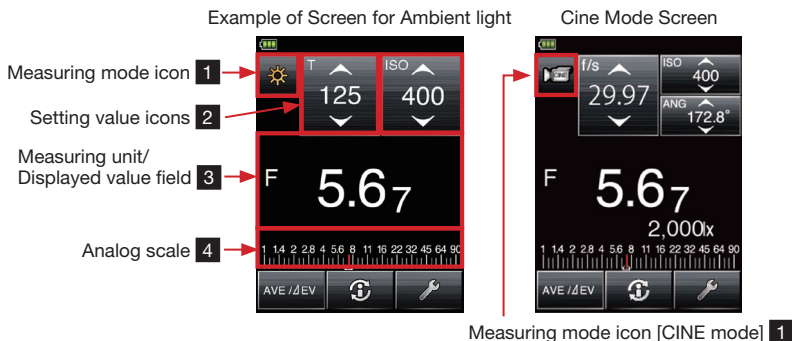 Example of Screen for Ambient light
Cine Mode Screen
Measuring mode icon 1
Setting value icons 2
Measuring unit/
Displayed value field 3
Analog scale 4
T
125
ISO
400
F 5.67
1 1.4 2 2.8 4 5.6 8 11 16 22 32 45 64 90
AVE/⊿EV
f/s
29.97
ISO
400
ANG
172.8°
F 5.67
2,000lx
1 1.4 2 2.8 4 5.6 8 11 16 22 32 45 64 90
AVE/⊿EV
Measuring mode icon [CINE mode] 1